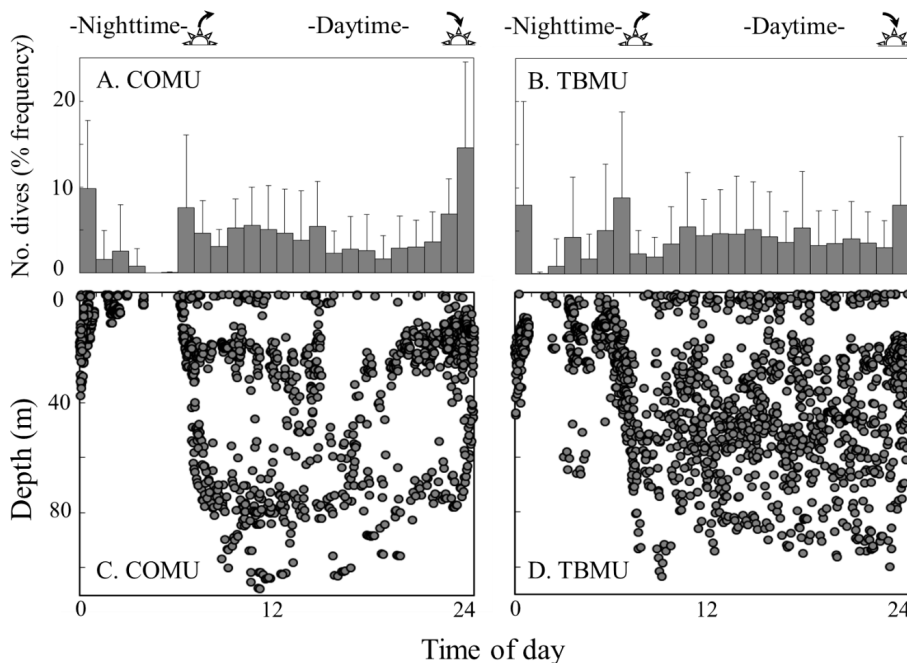 -Nighttime- -Daytime- -Nighttime- -Daytime-
No. dives (% frequency)
20
10
0
A. COMU
B. TBMU
Depth (m)
0
40
80
C. COMU
D. TBMU
0 12 24 0 12 24
Time of day